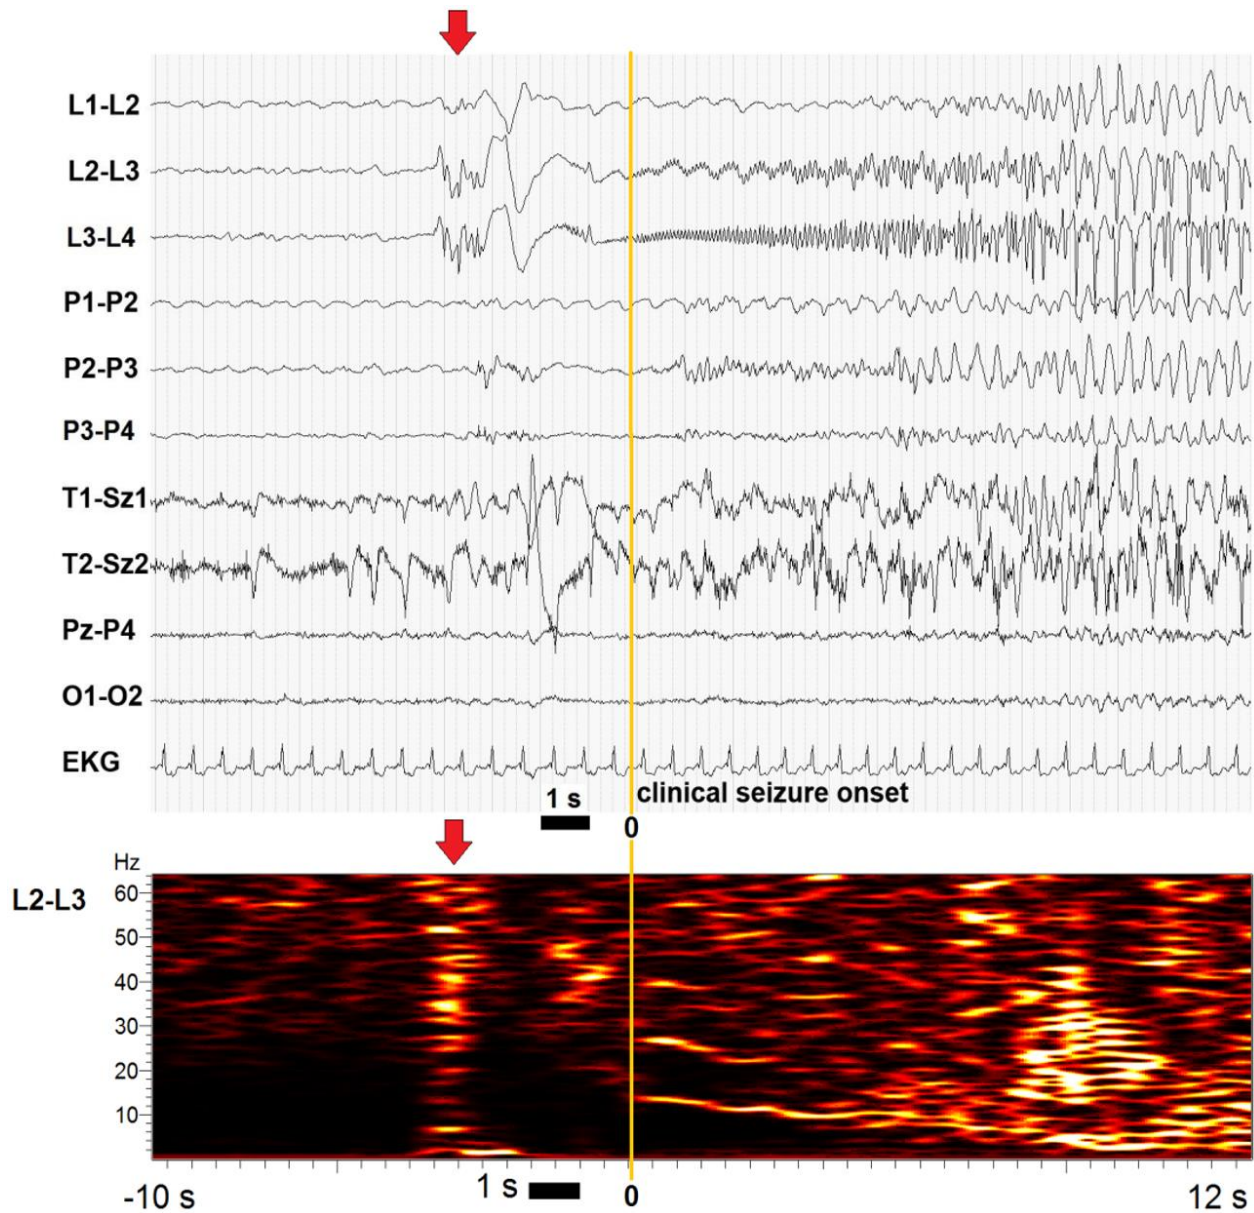 L1-L2
L2-L3
L3-L4
P1-P2
P2-P3
P3-P4
T1-Sz1
T2-Sz2
Pz-P4
O1-O2
EKG
1 s
clinical seizure onset
0
Hz
L2-L3
60
50
40
30
20
10
-10 s
1 s
0
12 s